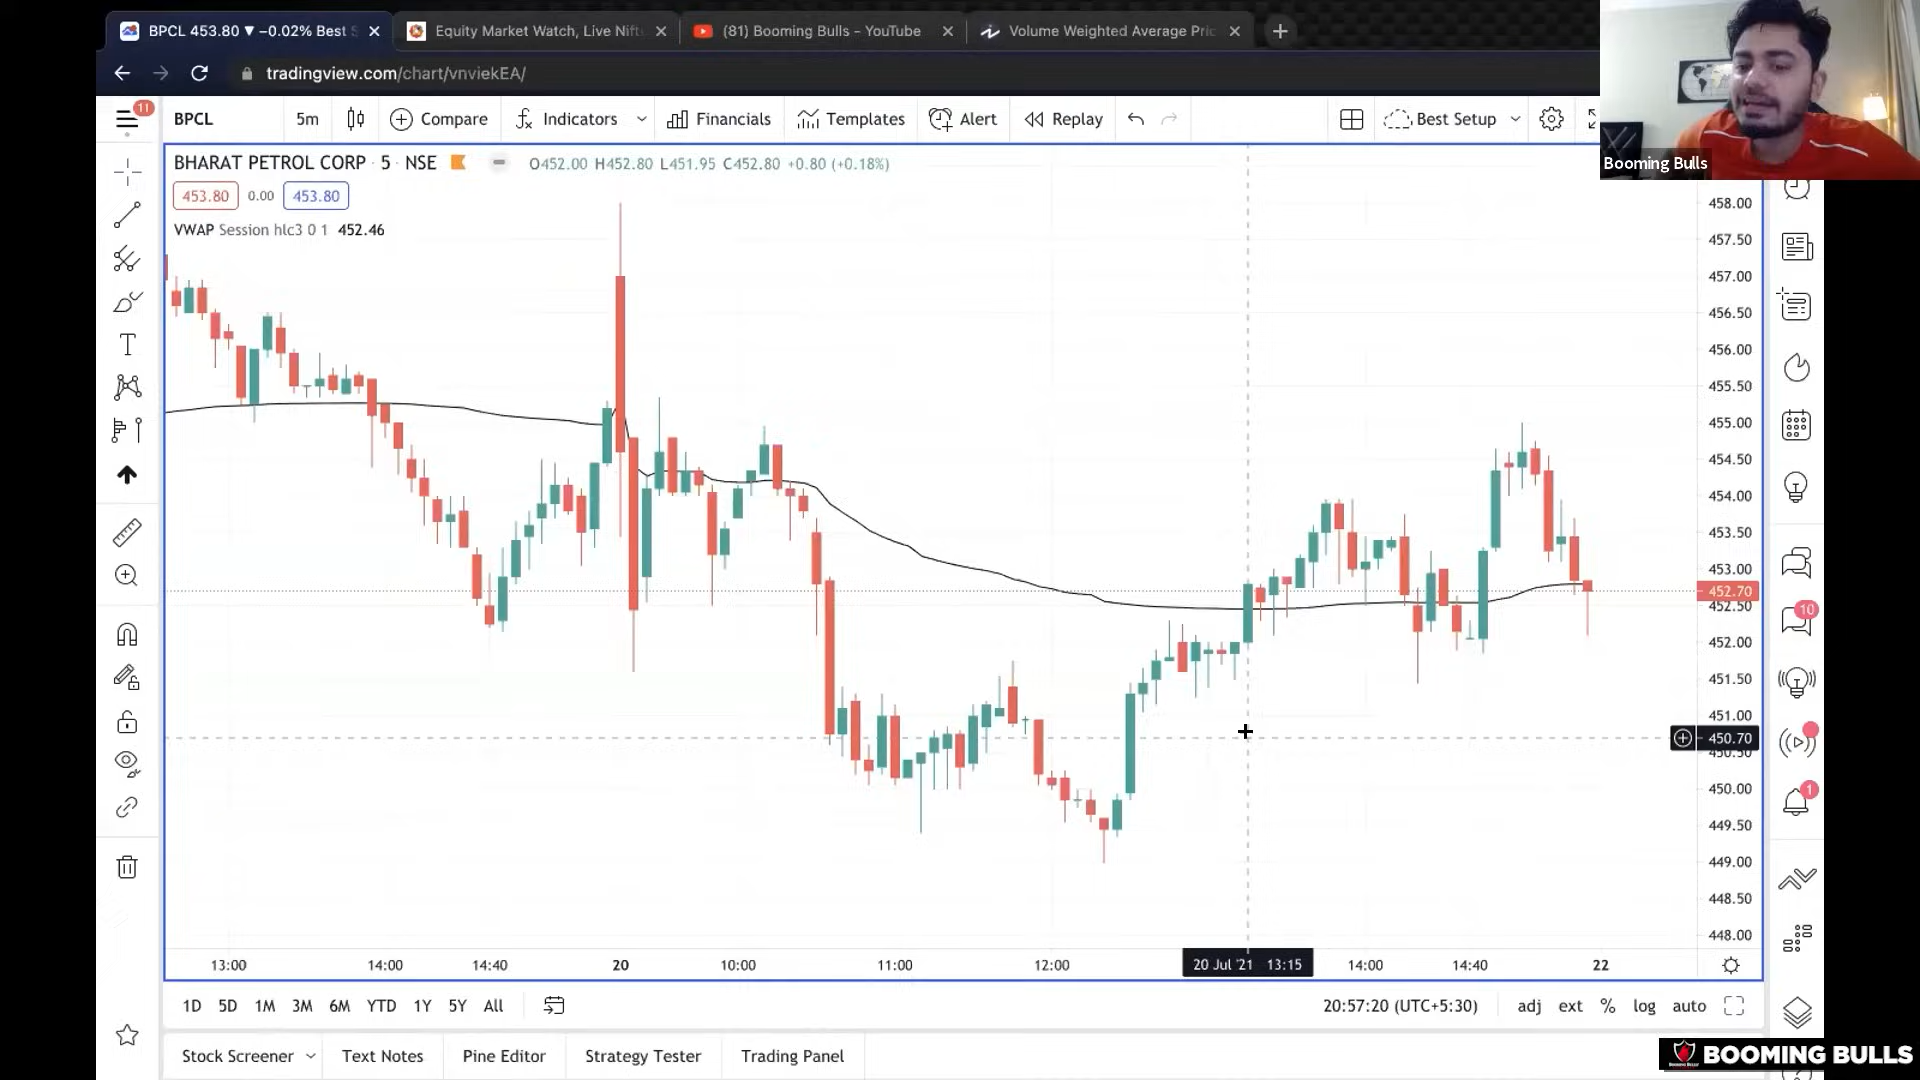 BPCL 453.80 ▼ −0.02% Best S
Equity Market Watch, Live Nift
(81) Booming Bulls - YouTube
Volume Weighted Average Pric
tradingview.com/chart/vnviekEA/
11
BPCL
5m
Compare
Indicators
Financials
Templates
Alert
Replay
Best Setup
Booming Bulls
BHARAT PETROL CORP · 5 · NSE
O452.00 H452.80 L451.95 C452.80 +0.80 (+0.18%)
453.80 0.00 453.80
VWAP Session hlc3 0 1 452.46
458.00
457.50
457.00
456.50
456.00
455.50
455.00
454.50
454.00
453.50
453.00
452.70
452.50
452.00
451.50
451.00
450.70
450.50
450.00
449.50
449.00
448.50
448.00
10
1
13:00 14:00 14:40 20 10:00 11:00 12:00 20 Jul '21 13:15 14:00 14:40 22
1D 5D 1M 3M 6M YTD 1Y 5Y All
20:57:20 (UTC+5:30)
adj ext % log auto
Stock Screener
Text Notes
Pine Editor
Strategy Tester
Trading Panel
BOOMING BULLS